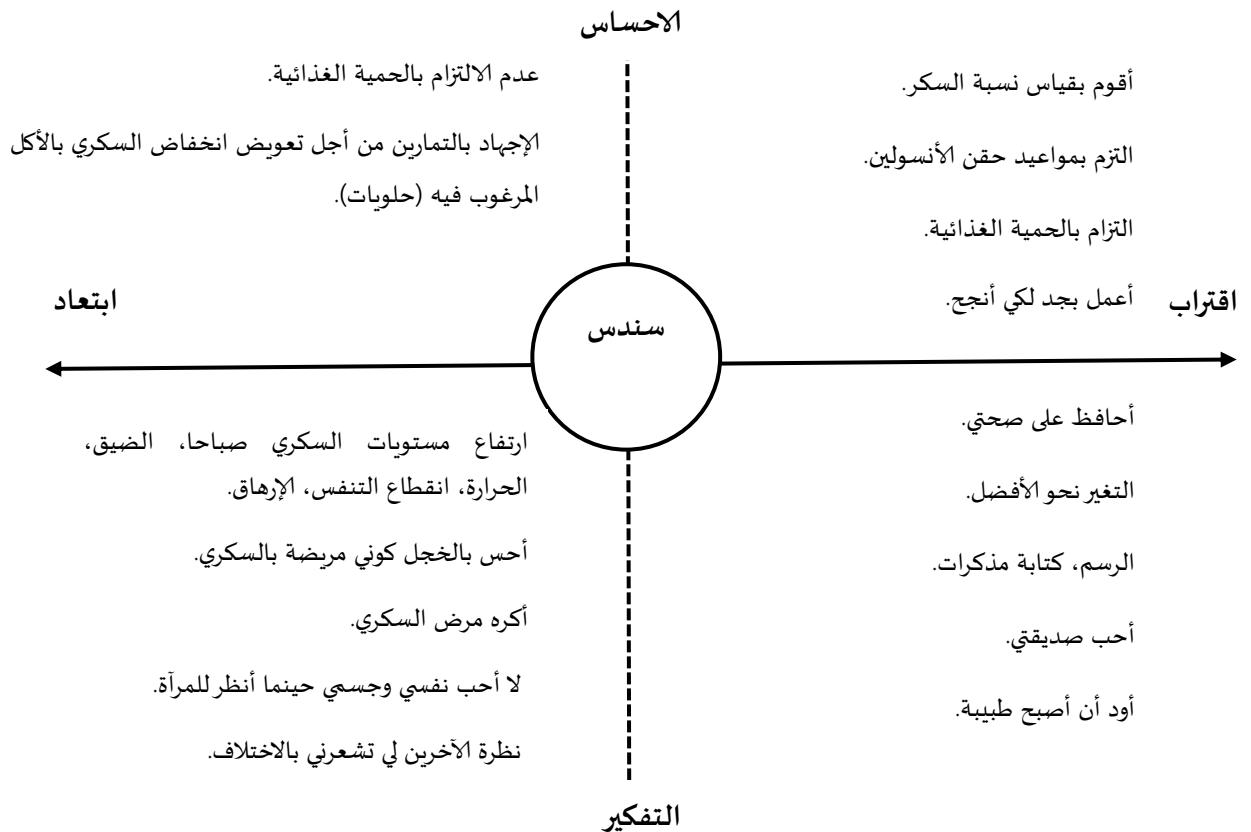 الاحساس
أقوم بقياس نسبة السكر.
التزم بمواعيد حقن الأنسولين.
التزام بالحمية الغذائية.
أعمل بجد لكي أنجح.
عدم الالتزام بالحمية الغذائية.
الإجهاد بالتمارين من أجل تعويض انخفاض السكري بالأكل
المرغوب فيه (حلويات).
اقتراب
سندس
ابتعاد
أحافظ على صحتي.
التغير نحو الأفضل.
الرسم، كتابة مذكرات.
أحب صديقتي.
أود أن أصبح طبيبة.
ارتفاع مستويات السكري صباحا، الضيق،
الحرارة، انقطاع التنفس، الإرهاق.
أحس بالخجل كوني مريضة بالسكري.
أكره مرض السكري.
لا أحب نفسي وجسمي حينما أنظر للمرآة.
نظرة الآخرين لي تشعرني بالاختلاف.
التفكير